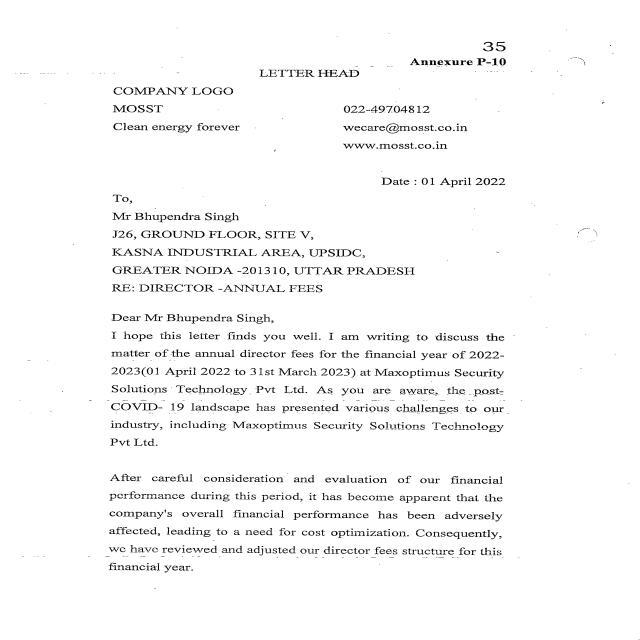 35
Annexure P-10
LETTER HEAD
COMPANY LOGO
MOSST 022-49704812
Clean energy forever wecare@mosst.co.in
www.mosst.co.in
Date : 01 April 2022
To,
Mr Bhupendra Singh
J26, GROUND FLOOR, SITE V,
KASNA INDUSTRIAL AREA, UPSIDC,
GREATER NOIDA -201310, UTTAR PRADESH
RE: DIRECTOR -ANNUAL FEES
Dear Mr Bhupendra Singh,
I hope this letter finds you well. I am writing to discuss the
matter of the annual director fees for the financial year of 2022-
2023(01 April 2022 to 31st March 2023) at Maxoptimus Security
Solutions Technology Pvt Ltd. As you are aware, the post-
COVID- 19 landscape has presented various challenges to our
industry, including Maxoptimus Security Solutions Technology
Pvt Ltd.
After careful consideration and evaluation of our financial
performance during this period, it has become apparent that the
company's overall financial performance has been adversely
affected, leading to a need for cost optimization. Consequently,
we have reviewed and adjusted our director fees structure for this
financial year.